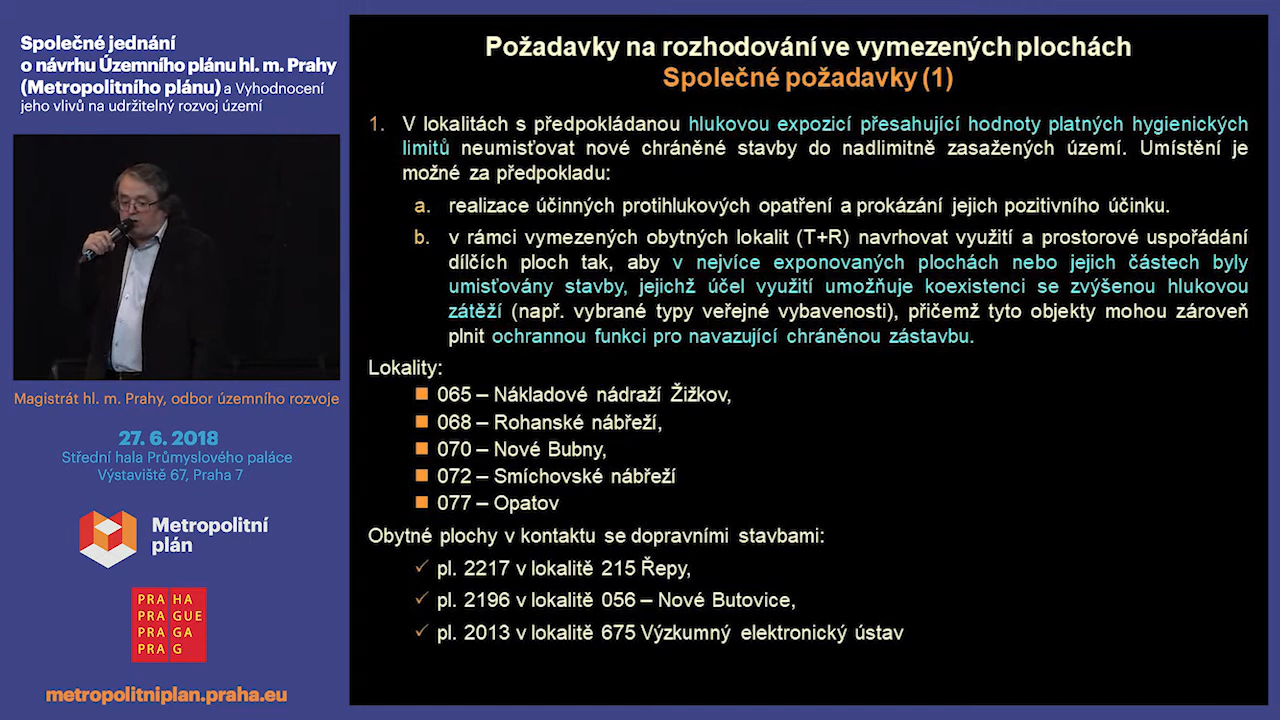 Společné jednání
o návrhu Územního plánu hl. m. Prahy
(Metropolitního plánu) a Vyhodnocení
jeho vlivů na udržitelný rozvoj území
Magistrát hl. m. Prahy, odbor územního rozvoje
27. 6. 2018
Střední hala Průmyslového paláce
Výstaviště 67, Praha 7
Metropolitní
plán
PRA HA
PRA GUE
PRA GA
PRA G
metropolitniplan.praha.eu
Požadavky na rozhodování ve vymezených plochách
Společné požadavky (1)
1. V lokalitách s předpokládanou hlukovou expozicí přesahující hodnoty platných hygienických
limitů neumisťovat nové chráněné stavby do nadlimitně zasažených území. Umístění je
možné za předpokladu:
a. realizace účinných protihlukových opatření a prokázání jejich pozitivního účinku.
b. v rámci vymezených obytných lokalit (T+R) navrhovat využití a prostorové uspořádání
dílčích ploch tak, aby v nejvíce exponovaných plochách nebo jejich částech byly
umisťovány stavby, jejichž účel využití umožňuje koexistenci se zvýšenou hlukovou
zátěží (např. vybrané typy veřejné vybavenosti), přičemž tyto objekty mohou zároveň
plnit ochrannou funkci pro navazující chráněnou zástavbu.
Lokality:
065 – Nákladové nádraží Žižkov,
068 – Rohanské nábřeží,
070 – Nové Bubny,
072 – Smíchovské nábřeží
077 – Opatov
Obytné plochy v kontaktu se dopravními stavbami:
✓ pl. 2217 v lokalitě 215 Řepy,
✓ pl. 2196 v lokalitě 056 – Nové Butovice,
✓ pl. 2013 v lokalitě 675 Výzkumný elektronický ústav